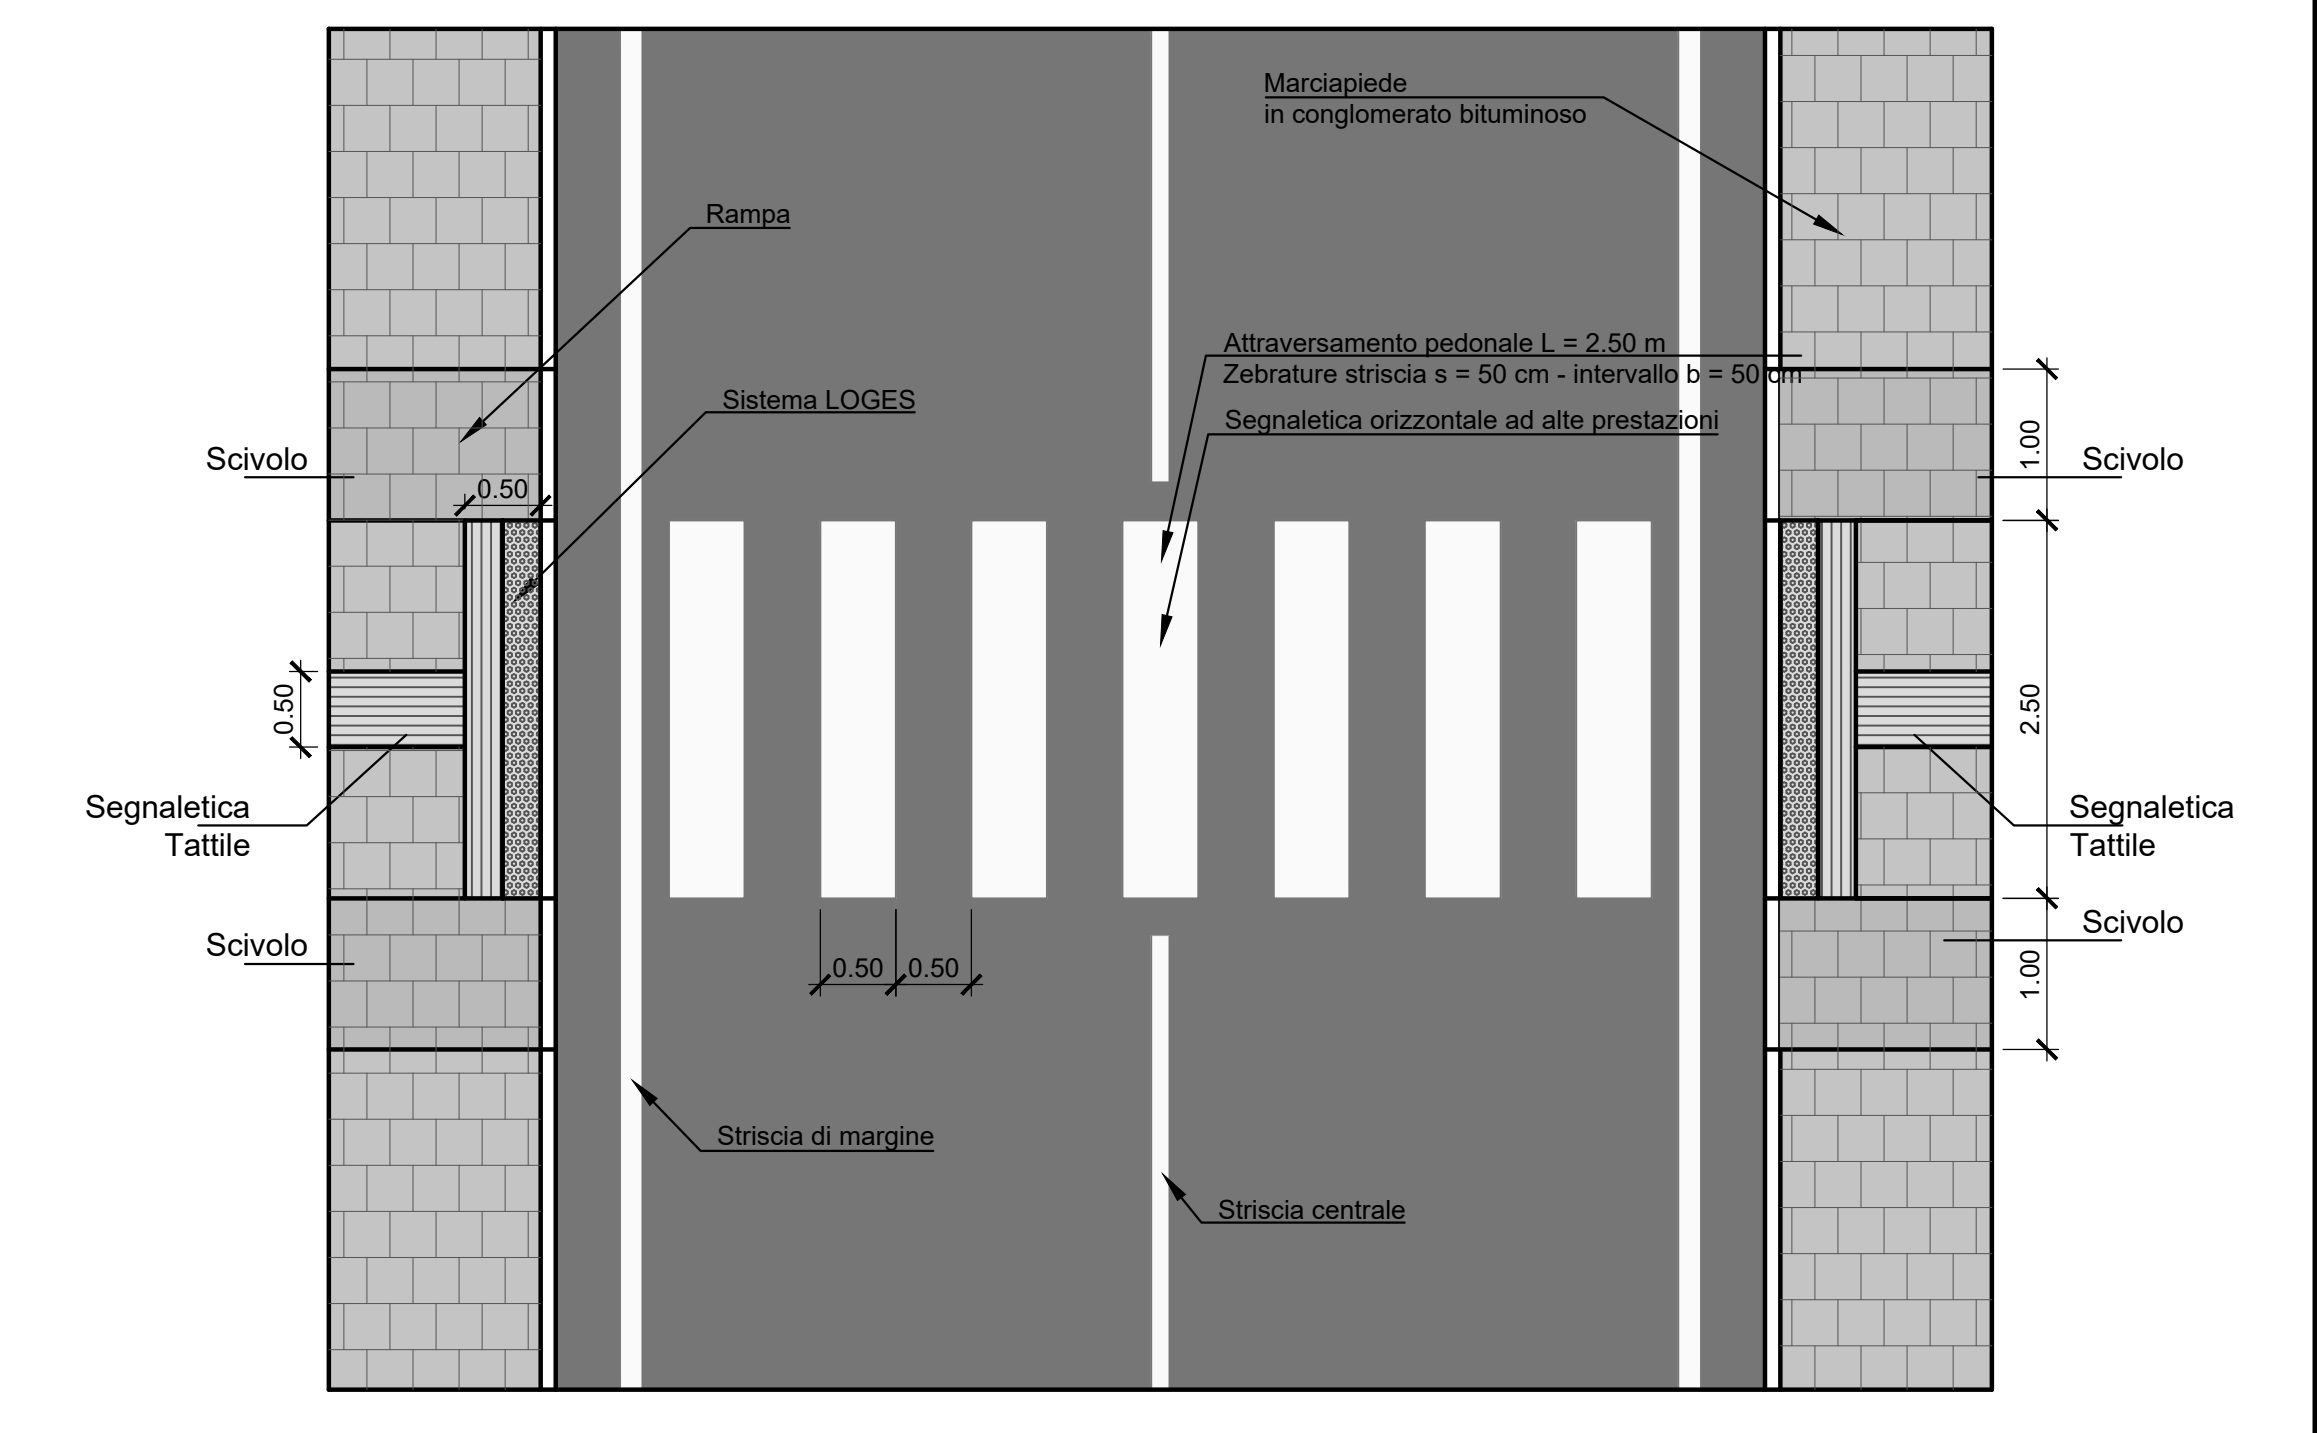 Marciapiede
in conglomerato bituminoso
Rampa
Attraversamento pedonale L = 2.50 m
Zebrature striscia s = 50 cm - intervallo b = 50 cm
Sistema LOGES
Segnaletica orizzontale ad alte prestazioni
Scivolo
0.50
1.00
Scivolo
0.50
2.50
Segnaletica
Tattile
Segnaletica
Tattile
Scivolo
Scivolo
0.50
0.50
1.00
Striscia di margine
Striscia centrale